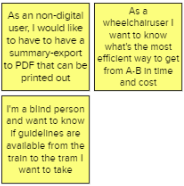 As an non-digital
user, I would like
to have to have a
summary-export
to PDF that can be
printed out
As a
wheelchairuser I
want to know
what's the most
efficient way to get
from A-B in time
and cost
I'm a blind person
and want to know
if guidelines are
available from the
train to the tram I
want to take